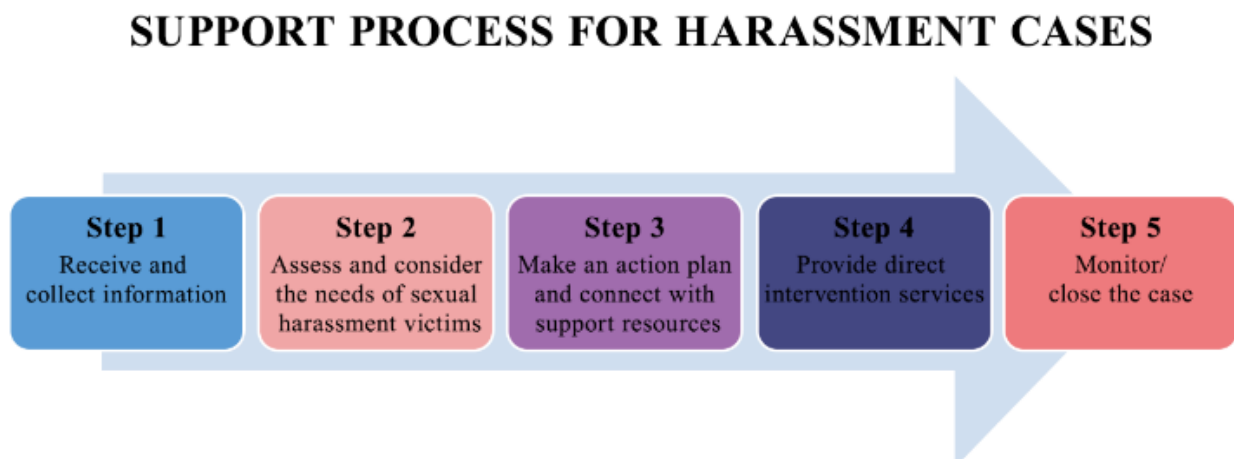 SUPPORT PROCESS FOR HARASSMENT CASES
Step 1
Receive and
collect information
Step 2
Assess and consider
the needs of sexual
harassment victims
Step 3
Make an action plan
and connect with
support resources
Step 4
Provide direct
intervention services
Step 5
Monitor/
close the case